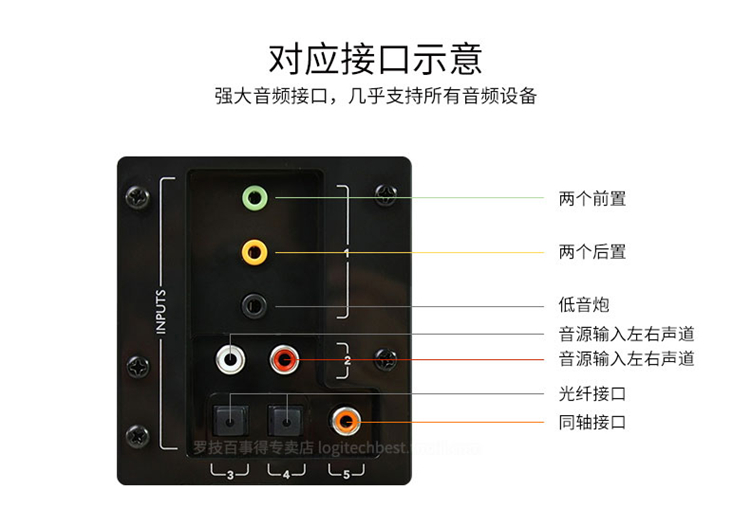 对应接口示意
强大音频接口，几乎支持所有音频设备
两个前置
两个后置
低音炮
音源输入左右声道
音源输入左右声道
光纤接口
同轴接口
INPUTS
1
2
罗技百事得专卖店 logitechbest.
3 4 5